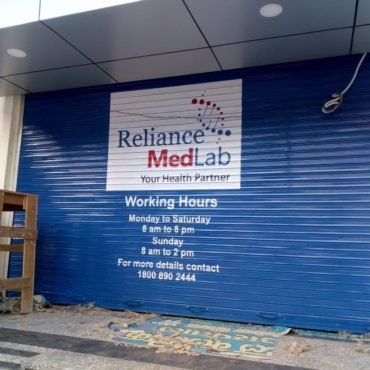 Reliance
MedLab
Your Health Partner
Working Hours
Monday to Saturday
8 am to 8 pm
Sunday
8 am to 2 pm
For more details contact
1800 890 2444